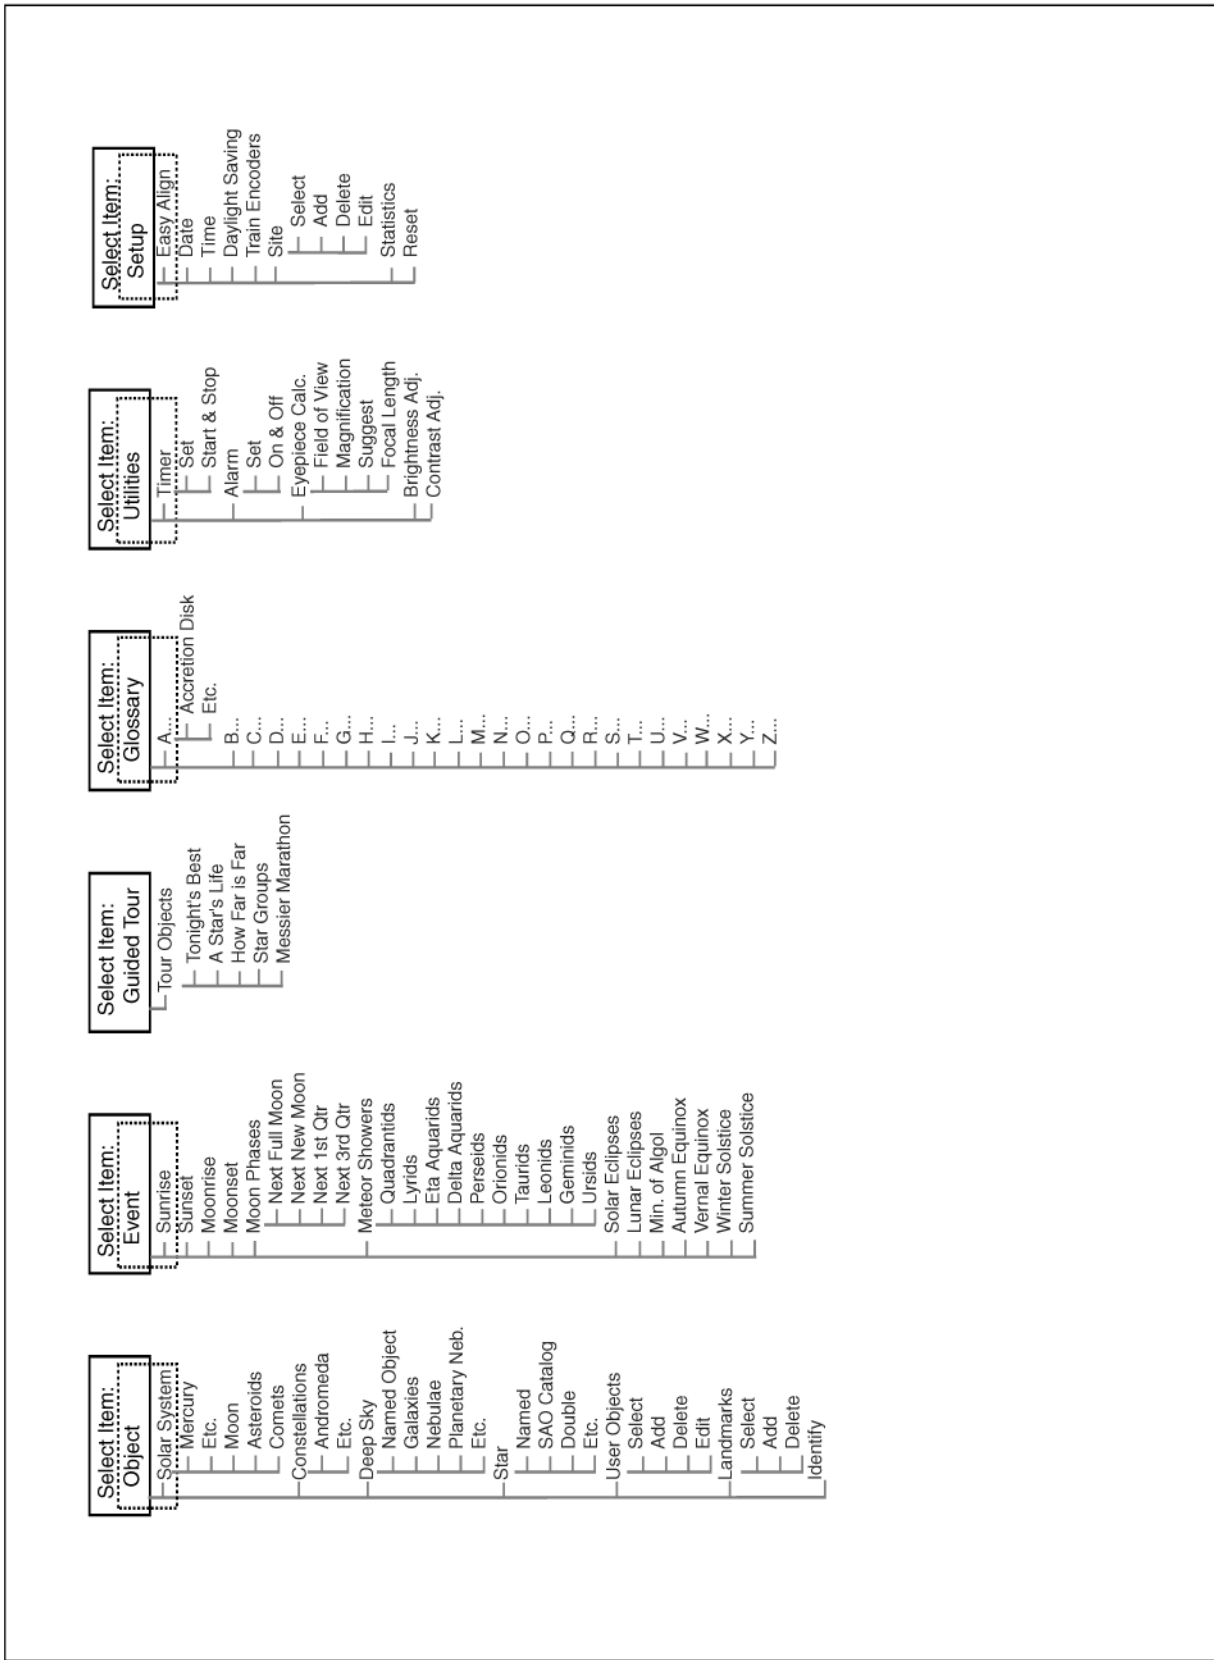 Select Item:
Object
Solar System
Mercury
Etc.
Moon
Asteroids
Comets
Constellations
Andromeda
Etc.
Deep Sky
Named Object
Galaxies
Nebulae
Planetary Neb.
Etc.
Star
Named
SAO Catalog
Double
Etc.
User Objects
Select
Add
Delete
Edit
Landmarks
Select
Add
Delete
Identify
Select Item:
Event
Sunrise
Sunset
Moonrise
Moonset
Moon Phases
Next Full Moon
Next New Moon
Next 1st Qtr
Next 3rd Qtr
Meteor Showers
Quadrantids
Lyrids
Eta Aquarids
Delta Aquarids
Perseids
Orionids
Taurids
Leonids
Geminids
Ursids
Solar Eclipses
Lunar Eclipses
Min. of Algol
Autumn Equinox
Vernal Equinox
Winter Solstice
Summer Solstice
Select Item:
Guided Tour
Tour Objects
Tonight's Best
A Star's Life
How Far is Far
Star Groups
Messier Marathon
Select Item:
Glossary
A...
Accretion Disk
Etc.
B...
C...
D...
E...
F...
G...
H...
I...
J...
K...
L...
M...
N...
O...
P...
Q...
R...
S...
T...
U...
V...
W...
X...
Y...
Z...
Select Item:
Utilities
Timer
Set
Start & Stop
Alarm
Set
On & Off
Eyepiece Calc.
Field of View
Magnification
Suggest
Focal Length
Brightness Adj.
Contrast Adj.
Select Item:
Setup
Easy Align
Date
Time
Daylight Saving
Train Encoders
Site
Select
Add
Delete
Edit
Statistics
Reset